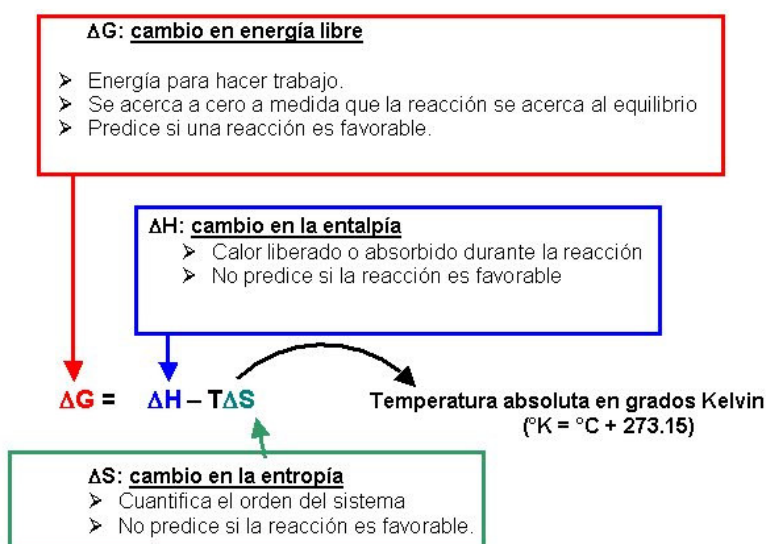 ΔG: cambio en energía libre
➢ Energía para hacer trabajo.
➢ Se acerca a cero a medida que la reacción se acerca al equilibrio
➢ Predice si una reacción es favorable.
ΔH: cambio en la entalpía
➢ Calor liberado o absorbido durante la reacción
➢ No predice si la reacción es favorable
ΔG = ΔH – TΔS
Temperatura absoluta en grados Kelvin
(°K = °C + 273.15)
ΔS: cambio en la entropía
➢ Cuantifica el orden del sistema
➢ No predice si la reacción es favorable.